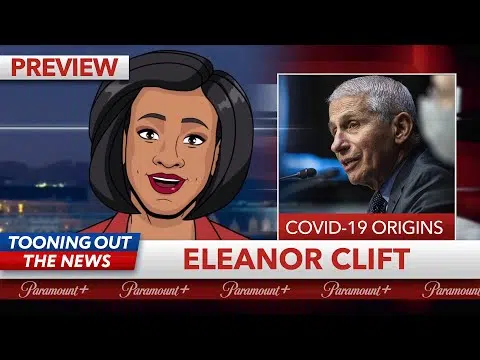 PREVIEW
COVID-19 ORIGINS
TOONING OUT
THE NEWS
ELEANOR CLIFT
Paramount+ Paramount+ Paramount+ Paramount+ Paramount+